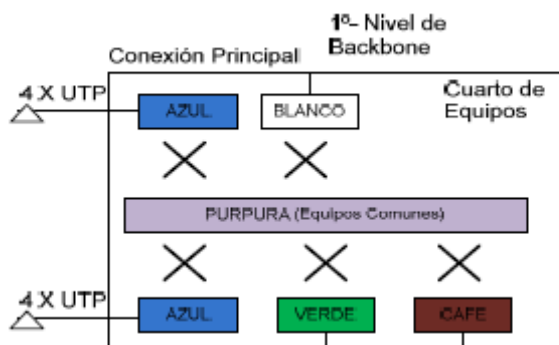 1º- Nivel de
Backbone
Conexión Principal
4 X UTP
Cuarto de
Equipos
AZUL
BLANCO
PURPURA (Equipos Comunes)
4 X UTP
AZUL
VERDE
CAFE